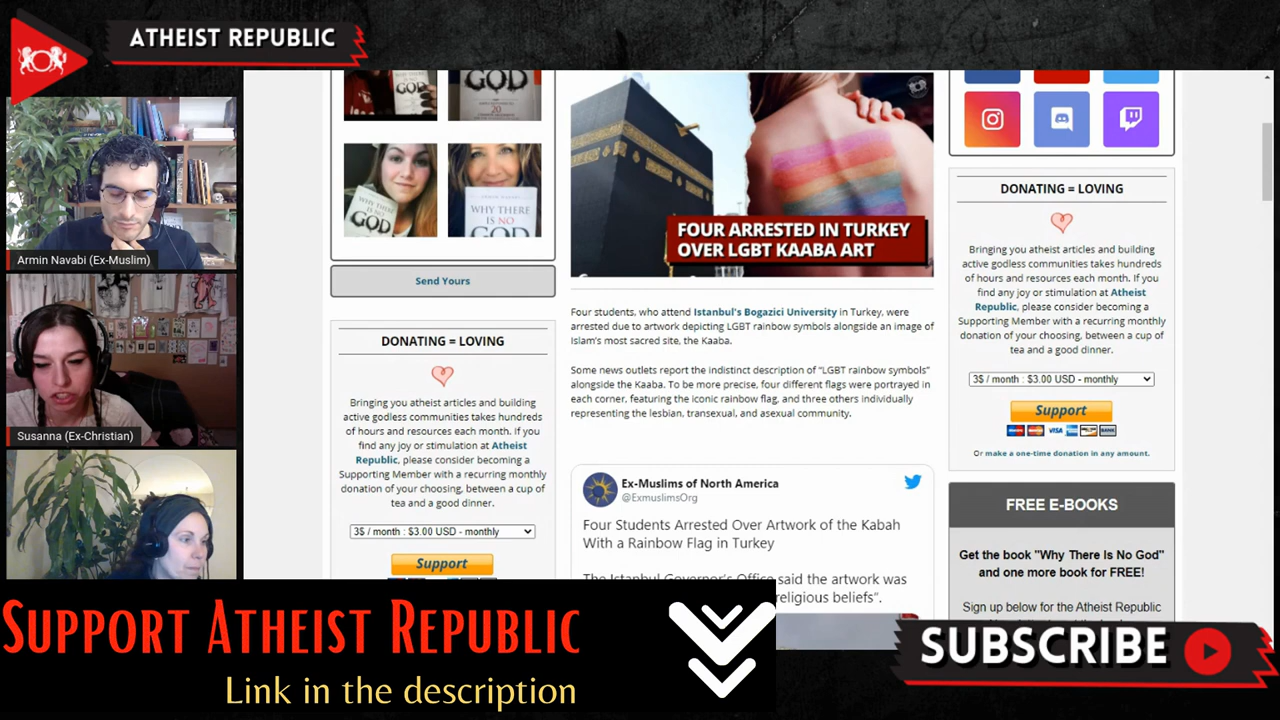 ATHEIST REPUBLIC
Armin Navabi (Ex-Muslim)
Susanna (Ex-Christian)
GOD
WHY THERE
GOD
WHY THERE
IS NO
GOD
Send Yours
DONATING = LOVING
Bringing you atheist articles and building
active godless communities takes hundreds
of hours and resources each month. If you
find any joy or stimulation at Atheist
Republic, please consider becoming a
Supporting Member with a recurring monthly
donation of your choosing, between a cup of
tea and a good dinner.
3$ / month : $3.00 USD - monthly
Support
FOUR ARRESTED IN TURKEY
OVER LGBT KAABA ART
Four students, who attend Istanbul's Bogazici University in Turkey, were
arrested due to artwork depicting LGBT rainbow symbols alongside an image of
Islam's most sacred site, the Kaaba.
Some news outlets report the indistinct description of "LGBT rainbow symbols"
alongside the Kaaba. To be more precise, four different flags were portrayed in
each corner, featuring the iconic rainbow flag, and three others individually
representing the lesbian, transexual, and asexual community.
Ex-Muslims of North America
@ExmuslimsOrg
Four Students Arrested Over Artwork of the Kabah
With a Rainbow Flag in Turkey
The Istanbul Governor's Office said the artwork was
religious beliefs".
DONATING = LOVING
Bringing you atheist articles and building
active godless communities takes hundreds
of hours and resources each month. If you
find any joy or stimulation at Atheist
Republic, please consider becoming a
Supporting Member with a recurring monthly
donation of your choosing, between a cup of
tea and a good dinner.
3$ / month : $3.00 USD - monthly
Support
VISA
BANK
Or make a one-time donation in any amount.
FREE E-BOOKS
Get the book "Why There Is No God"
and one more book for FREE!
Sign up below for the Atheist Republic
Support Atheist Republic
Link in the description
SUBSCRIBE